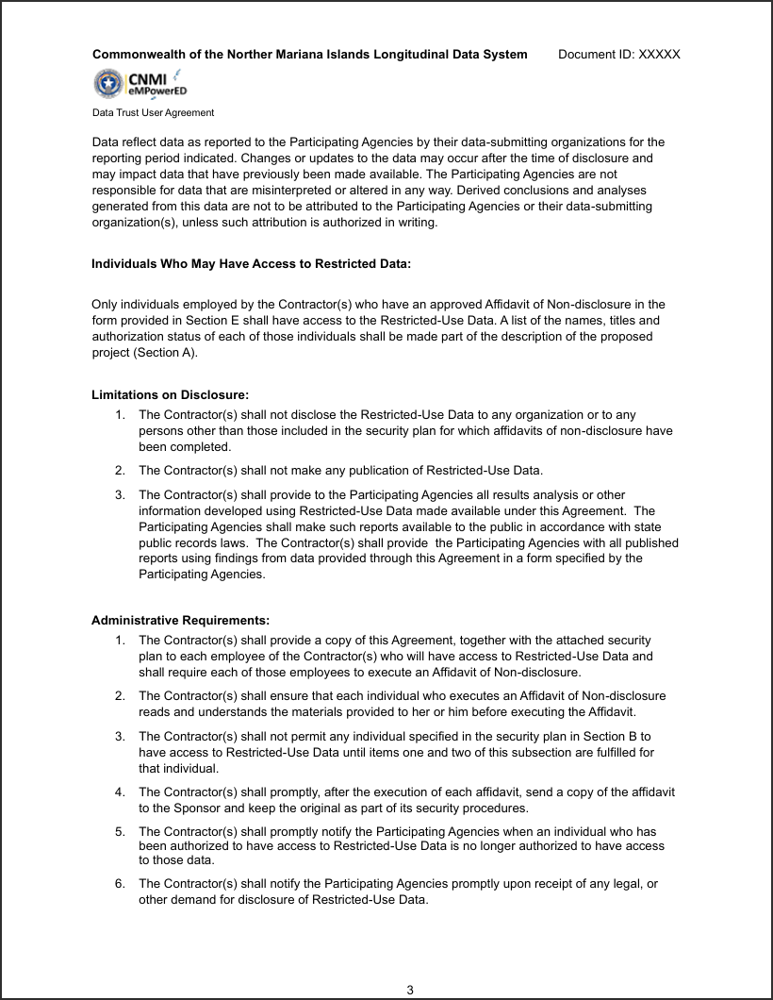 Commonwealth of the Norther Mariana Islands Longitudinal Data System Document ID: XXXXX
CNMI
eMPowerED
Data Trust User Agreement
Data reflect data as reported to the Participating Agencies by their data-submitting organizations for the
reporting period indicated. Changes or updates to the data may occur after the time of disclosure and
may impact data that have previously been made available. The Participating Agencies are not
responsible for data that are misinterpreted or altered in any way. Derived conclusions and analyses
generated from this data are not to be attributed to the Participating Agencies or their data-submitting
organization(s), unless such attribution is authorized in writing.
Individuals Who May Have Access to Restricted Data:
Only individuals employed by the Contractor(s) who have an approved Affidavit of Non-disclosure in the
form provided in Section E shall have access to the Restricted-Use Data. A list of the names, titles and
authorization status of each of those individuals shall be made part of the description of the proposed
project (Section A).
Limitations on Disclosure:
1. The Contractor(s) shall not disclose the Restricted-Use Data to any organization or to any
persons other than those included in the security plan for which affidavits of non-disclosure have
been completed.
2. The Contractor(s) shall not make any publication of Restricted-Use Data.
3. The Contractor(s) shall provide to the Participating Agencies all results analysis or other
information developed using Restricted-Use Data made available under this Agreement.  The
Participating Agencies shall make such reports available to the public in accordance with state
public records laws.  The Contractor(s) shall provide  the Participating Agencies with all published
reports using findings from data provided through this Agreement in a form specified by the
Participating Agencies.
Administrative Requirements:
1. The Contractor(s) shall provide a copy of this Agreement, together with the attached security
plan to each employee of the Contractor(s) who will have access to Restricted-Use Data and
shall require each of those employees to execute an Affidavit of Non-disclosure.
2. The Contractor(s) shall ensure that each individual who executes an Affidavit of Non-disclosure
reads and understands the materials provided to her or him before executing the Affidavit.
3. The Contractor(s) shall not permit any individual specified in the security plan in Section B to
have access to Restricted-Use Data until items one and two of this subsection are fulfilled for
that individual.
4. The Contractor(s) shall promptly, after the execution of each affidavit, send a copy of the affidavit
to the Sponsor and keep the original as part of its security procedures.
5. The Contractor(s) shall promptly notify the Participating Agencies when an individual who has
been authorized to have access to Restricted-Use Data is no longer authorized to have access
to those data.
6. The Contractor(s) shall notify the Participating Agencies promptly upon receipt of any legal, or
other demand for disclosure of Restricted-Use Data.
3